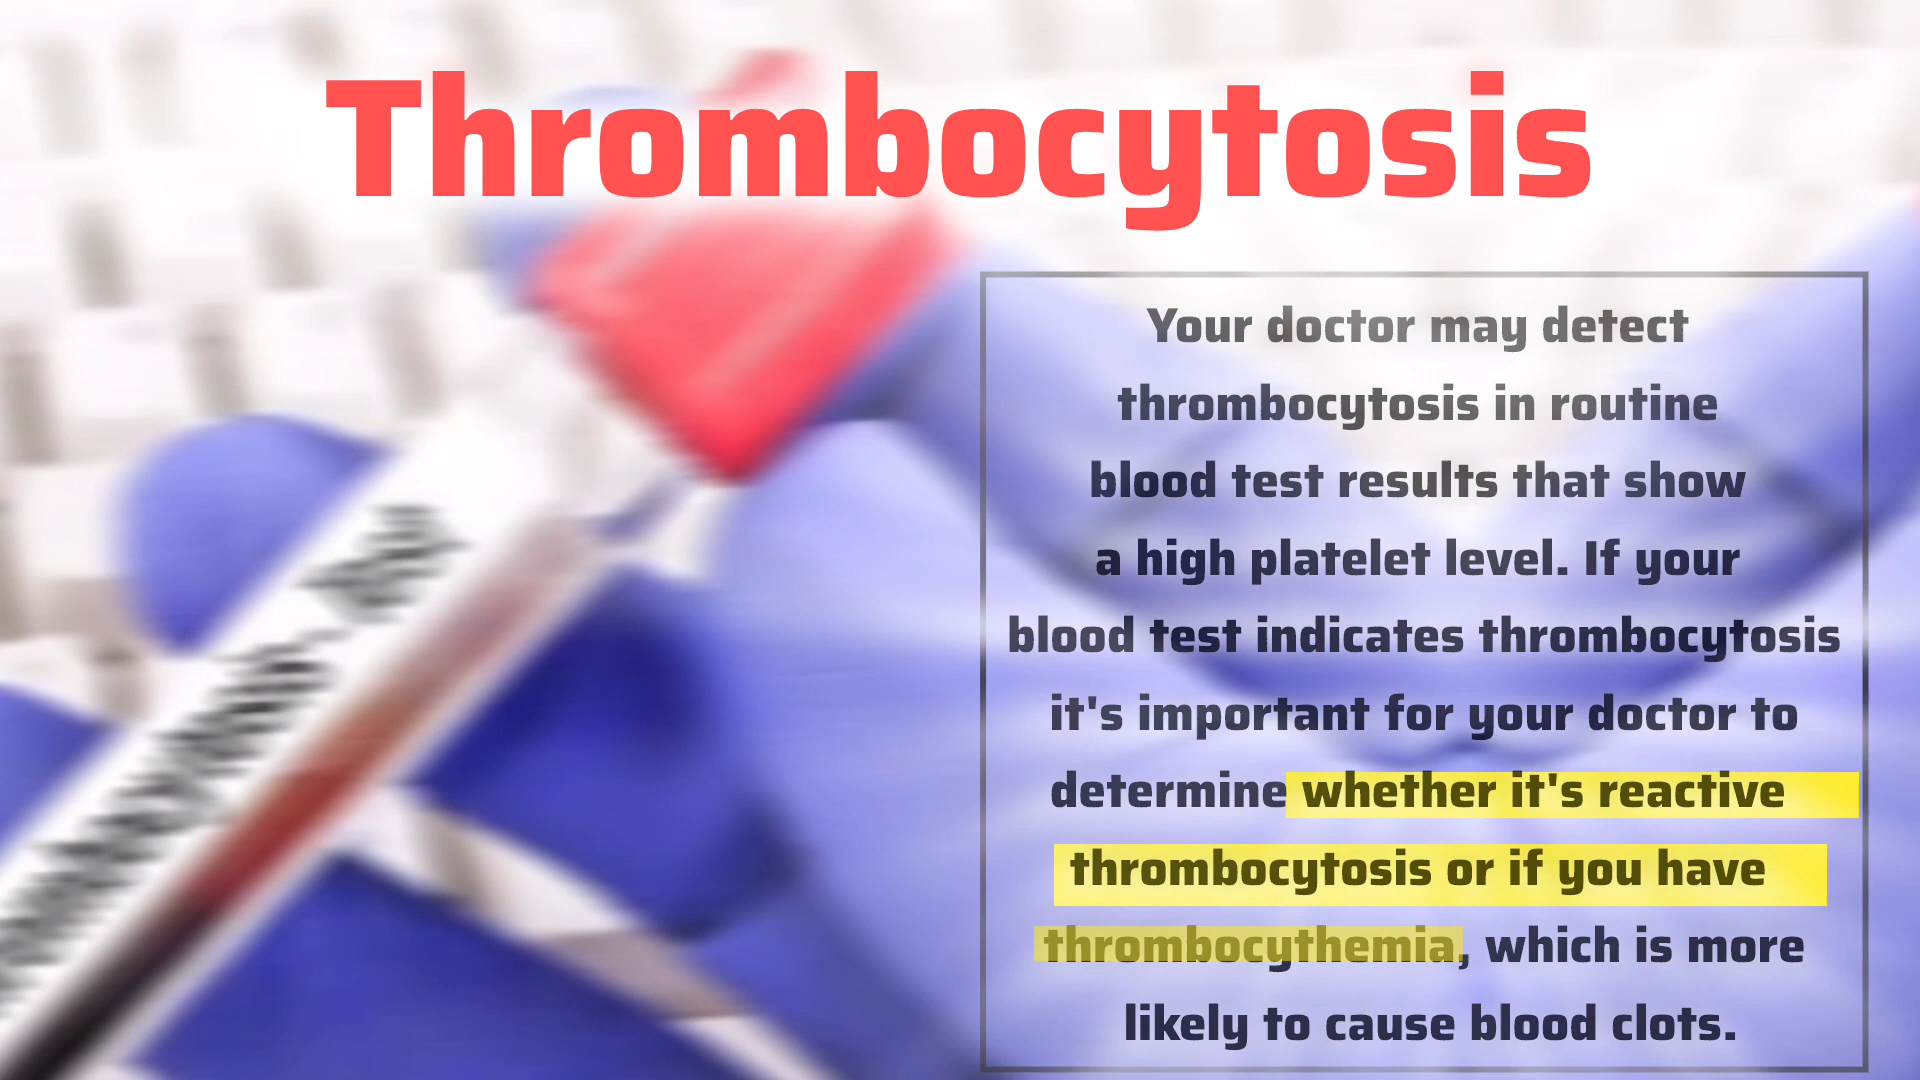 Thrombocytosis
Your doctor may detect
thrombocytosis in routine
blood test results that show
a high platelet level. If your
blood test indicates thrombocytosis
it's important for your doctor to
determine whether it's reactive
thrombocytosis or if you have
thrombocythemia, which is more
likely to cause blood clots.